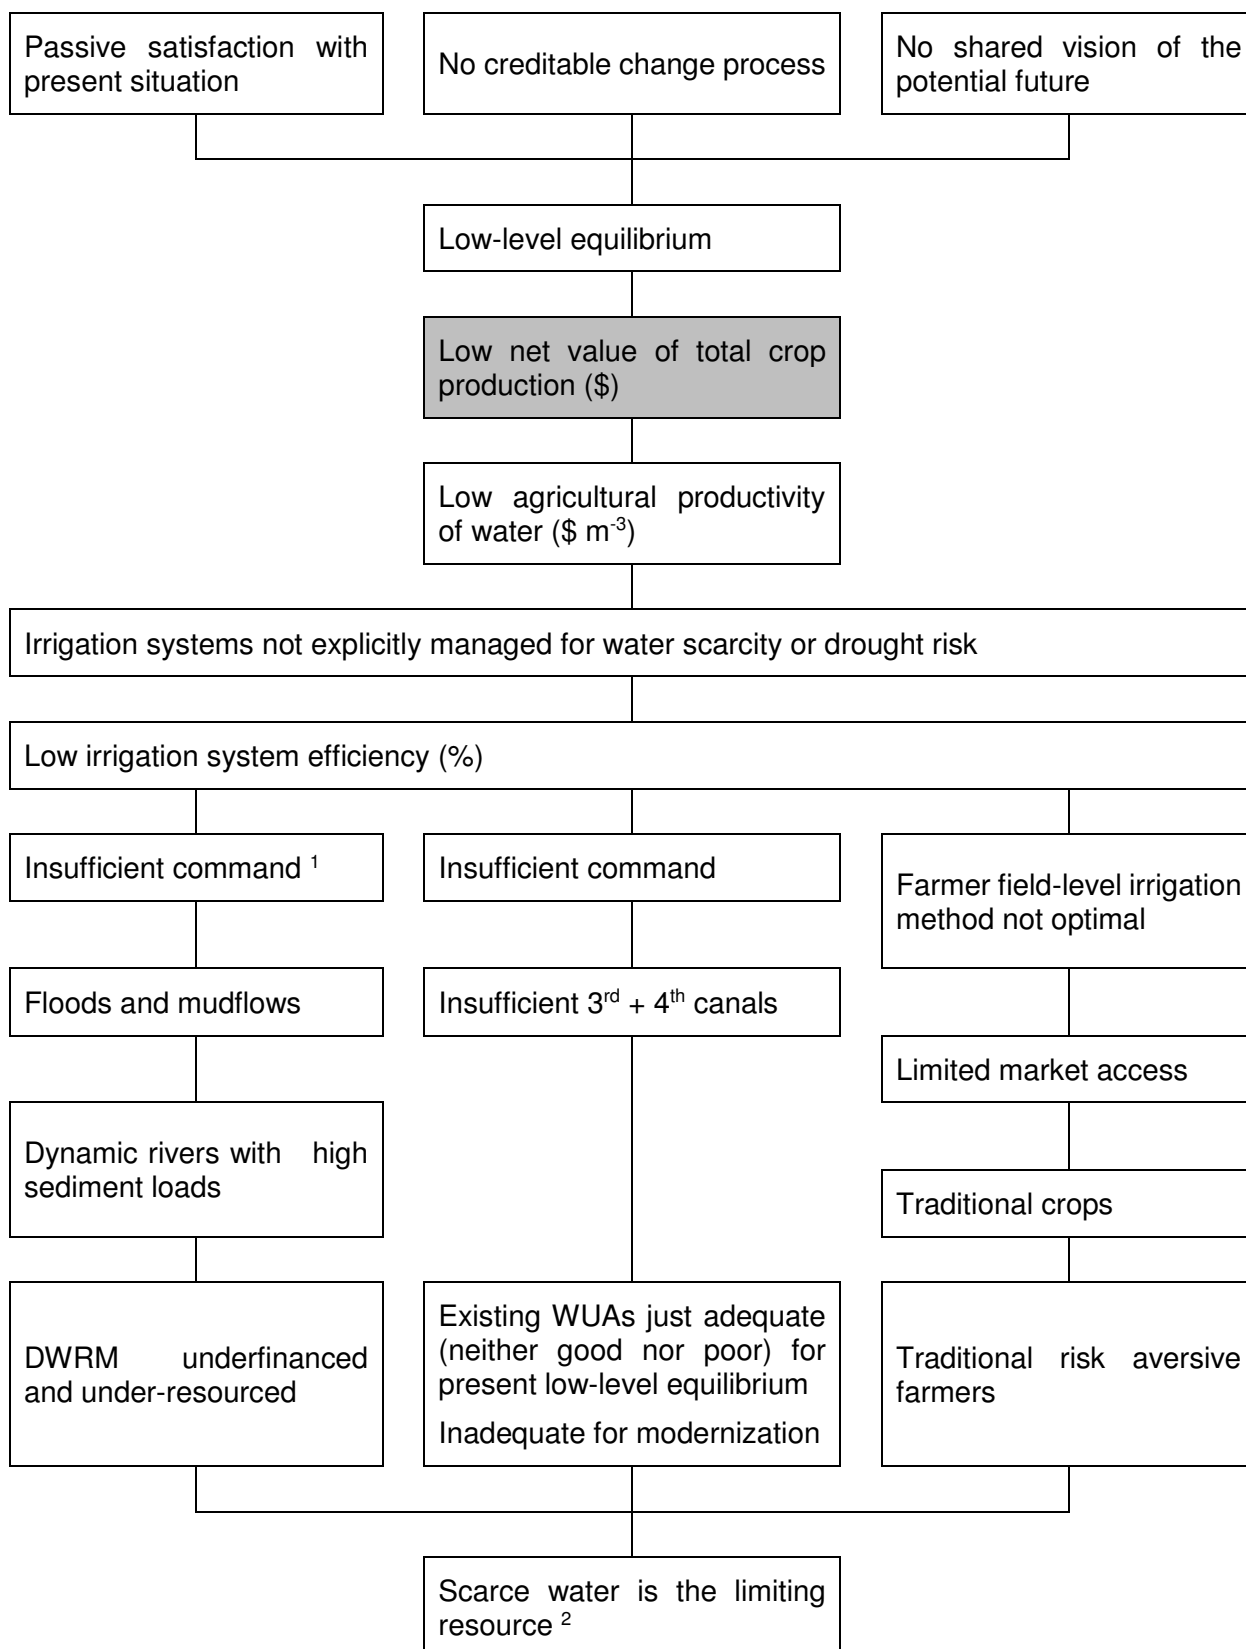 Passive satisfaction with
present situation
No creditable change process
No shared vision of the
potential future
Low-level equilibrium
Low net value of total crop
production ($)
Low agricultural productivity
of water ($ m-3)
Irrigation systems not explicitly managed for water scarcity or drought risk
Low irrigation system efficiency (%)
Insufficient command 1
Insufficient command
Farmer field-level irrigation
method not optimal
Floods and mudflows
Insufficient 3rd + 4th canals
Limited market access
Dynamic rivers with high
sediment loads
Traditional crops
DWRM underfinanced
and under-resourced
Existing WUAs just adequate
(neither good nor poor) for
present low-level equilibrium
Inadequate for modernization
Traditional risk aversive
farmers
Scarce water is the limiting
resource 2